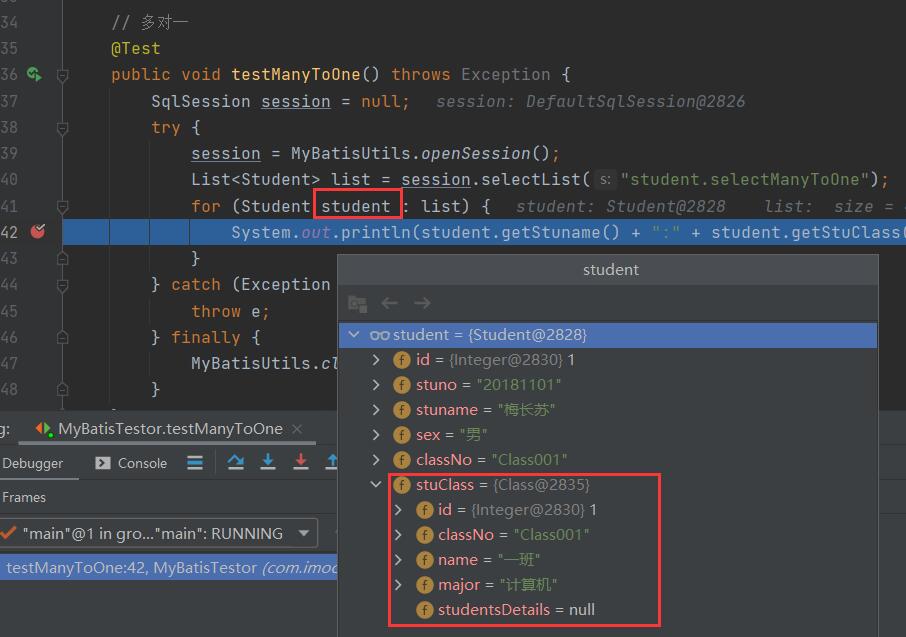 34 // 多对一
35 @Test
36 public void testManyToOne() throws Exception {
37 SqlSession session = null; session: DefaultSqlSession@2826
38 try {
39 session = MyBatisUtils.openSession();
40 List<Student> list = session.selectList( s: "student.selectManyToOne");
41 for (Student student : list) { student: Student@2828 list: size =
42 System.out.println(student.getStuname() + ":" + student.getStuClass(
43 }
44 } catch (Exception
45 throw e;
46 } finally {
47 MyBatisUtils.cl
48 }
student
student = {Student@2828}
id = {Integer@2830} 1
stuno = "20181101"
stuname = "梅长苏"
sex = "男"
classNo = "Class001"
stuClass = {Class@2835}
id = {Integer@2830} 1
classNo = "Class001"
name = "一班"
major = "计算机"
studentsDetails = null
g: MyBatisTestor.testManyToOne
Debugger Console
Frames
"main"@1 in gro..."main": RUNNING
testManyToOne:42, MyBatisTestor (com.imoo